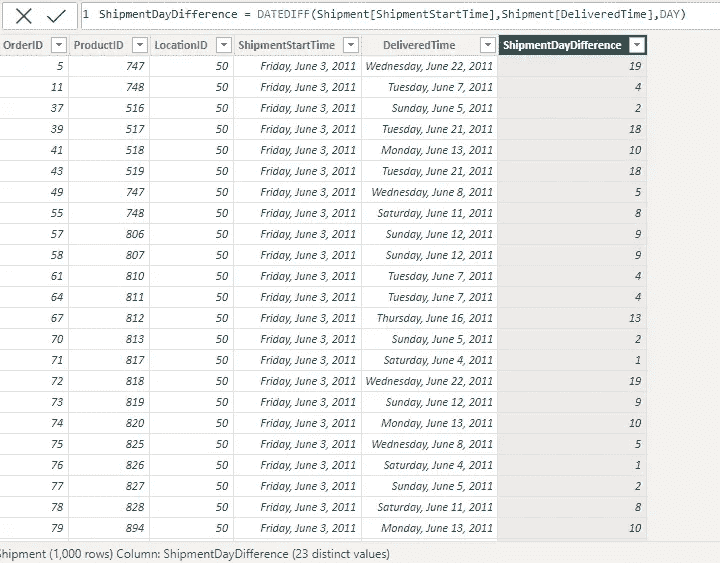 1 ShipmentDayDifference = DATEDIFF(Shipment[ShipmentStartTime],Shipment[DeliveredTime],DAY)
OrderID ProductID LocationID ShipmentStartTime DeliveredTime ShipmentDayDifference
5 747 50 Friday, June 3, 2011 Wednesday, June 22, 2011 19
11 748 50 Friday, June 3, 2011 Tuesday, June 7, 2011 4
37 516 50 Friday, June 3, 2011 Sunday, June 5, 2011 2
39 517 50 Friday, June 3, 2011 Tuesday, June 21, 2011 18
41 518 50 Friday, June 3, 2011 Monday, June 13, 2011 10
43 519 50 Friday, June 3, 2011 Tuesday, June 21, 2011 18
49 747 50 Friday, June 3, 2011 Wednesday, June 8, 2011 5
55 748 50 Friday, June 3, 2011 Saturday, June 11, 2011 8
57 806 50 Friday, June 3, 2011 Sunday, June 12, 2011 9
58 807 50 Friday, June 3, 2011 Sunday, June 12, 2011 9
61 810 50 Friday, June 3, 2011 Tuesday, June 7, 2011 4
64 811 50 Friday, June 3, 2011 Tuesday, June 7, 2011 4
67 812 50 Friday, June 3, 2011 Thursday, June 16, 2011 13
70 813 50 Friday, June 3, 2011 Sunday, June 5, 2011 2
71 817 50 Friday, June 3, 2011 Saturday, June 4, 2011 1
72 818 50 Friday, June 3, 2011 Wednesday, June 22, 2011 19
73 819 50 Friday, June 3, 2011 Sunday, June 12, 2011 9
74 820 50 Friday, June 3, 2011 Monday, June 13, 2011 10
75 825 50 Friday, June 3, 2011 Wednesday, June 8, 2011 5
76 826 50 Friday, June 3, 2011 Saturday, June 4, 2011 1
77 827 50 Friday, June 3, 2011 Sunday, June 5, 2011 2
78 828 50 Friday, June 3, 2011 Saturday, June 11, 2011 8
79 894 50 Friday, June 3, 2011 Monday, June 13, 2011 10
hipment (1,000 rows) Column: ShipmentDayDifference (23 distinct values)